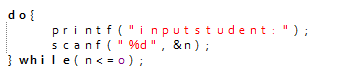 do{
printf("inputstudent:");
scanf("%d",&n);
}while(n<=o);